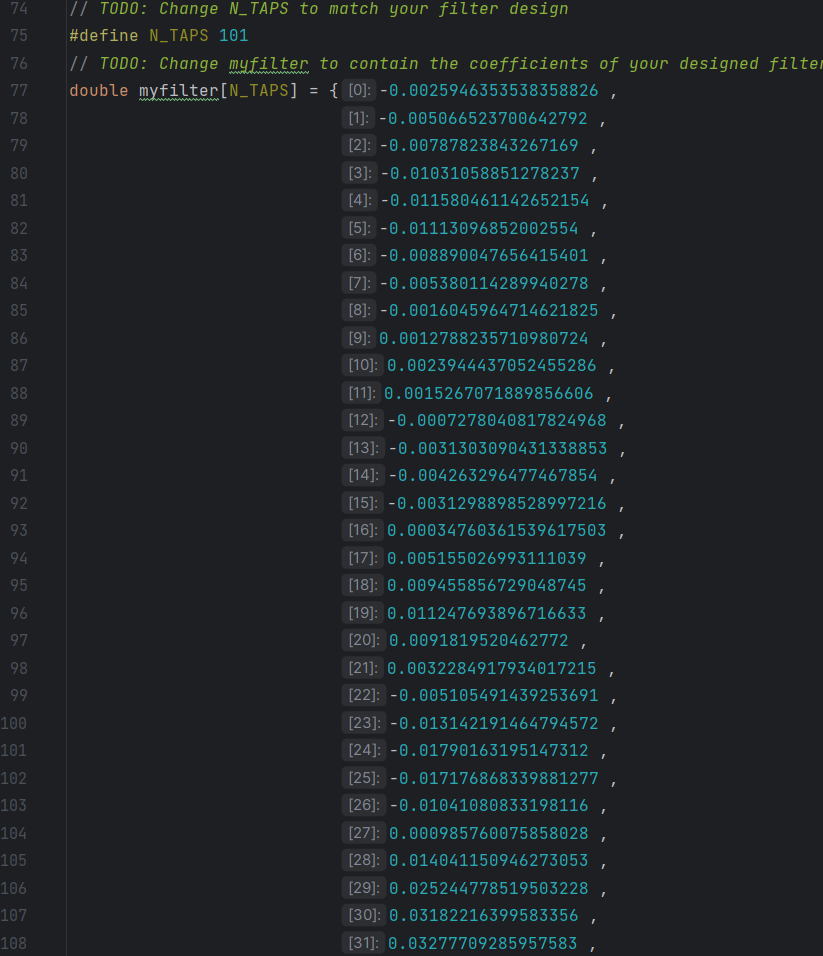 74 // TODO: Change N_TAPS to match your filter design
75 #define N_TAPS 101
76 // TODO: Change myfilter to contain the coefficients of your designed filter
77 double myfilter[N_TAPS] = { [0]: -0.0025946353538358826 ,
78 [1]: -0.005066523700642792 ,
79 [2]: -0.00787823843267169 ,
80 [3]: -0.01031058851278237 ,
81 [4]: -0.011580461142652154 ,
82 [5]: -0.01113096852002554 ,
83 [6]: -0.008890047656415401 ,
84 [7]: -0.005380114289940278 ,
85 [8]: -0.0016045964714621825 ,
86 [9]: 0.0012788235710980724 ,
87 [10]: 0.0023944437052455286 ,
88 [11]: 0.0015267071889856606 ,
89 [12]: -0.0007278040817824968 ,
90 [13]: -0.0031303090431338853 ,
91 [14]: -0.004263296477467854 ,
92 [15]: -0.0031298898528997216 ,
93 [16]: 0.00034760361539617503 ,
94 [17]: 0.005155026993111039 ,
95 [18]: 0.009455856729048745 ,
96 [19]: 0.011247693896716633 ,
97 [20]: 0.0091819520462772 ,
98 [21]: 0.0032284917934017215 ,
99 [22]: -0.005105491439253691 ,
100 [23]: -0.013142191464794572 ,
101 [24]: -0.01790163195147312 ,
102 [25]: -0.017176868339881277 ,
103 [26]: -0.01041080833198116 ,
104 [27]: 0.000985760075858028 ,
105 [28]: 0.014041150946273053 ,
106 [29]: 0.025244778519503228 ,
107 [30]: 0.03182216399583356 ,
108 [31]: 0.03277709285957583 ,